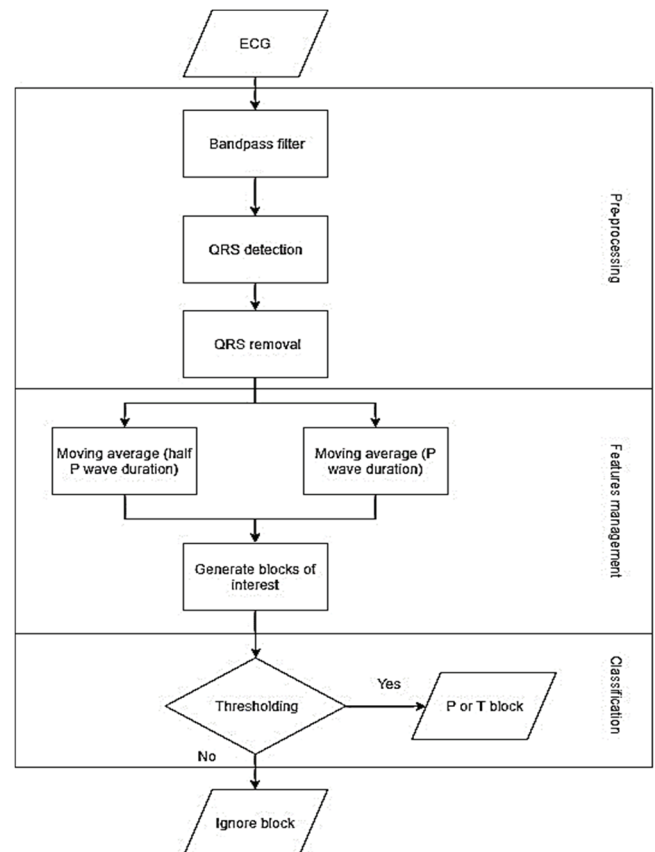 ECG
Bandpass filter
Pre-processing
QRS detection
QRS removal
Moving average (half
P wave duration)
Moving average (P
wave duration)
Features management
Generate blocks of
interest
Classification
Thresholding
Yes
P or T block
No
Ignore block